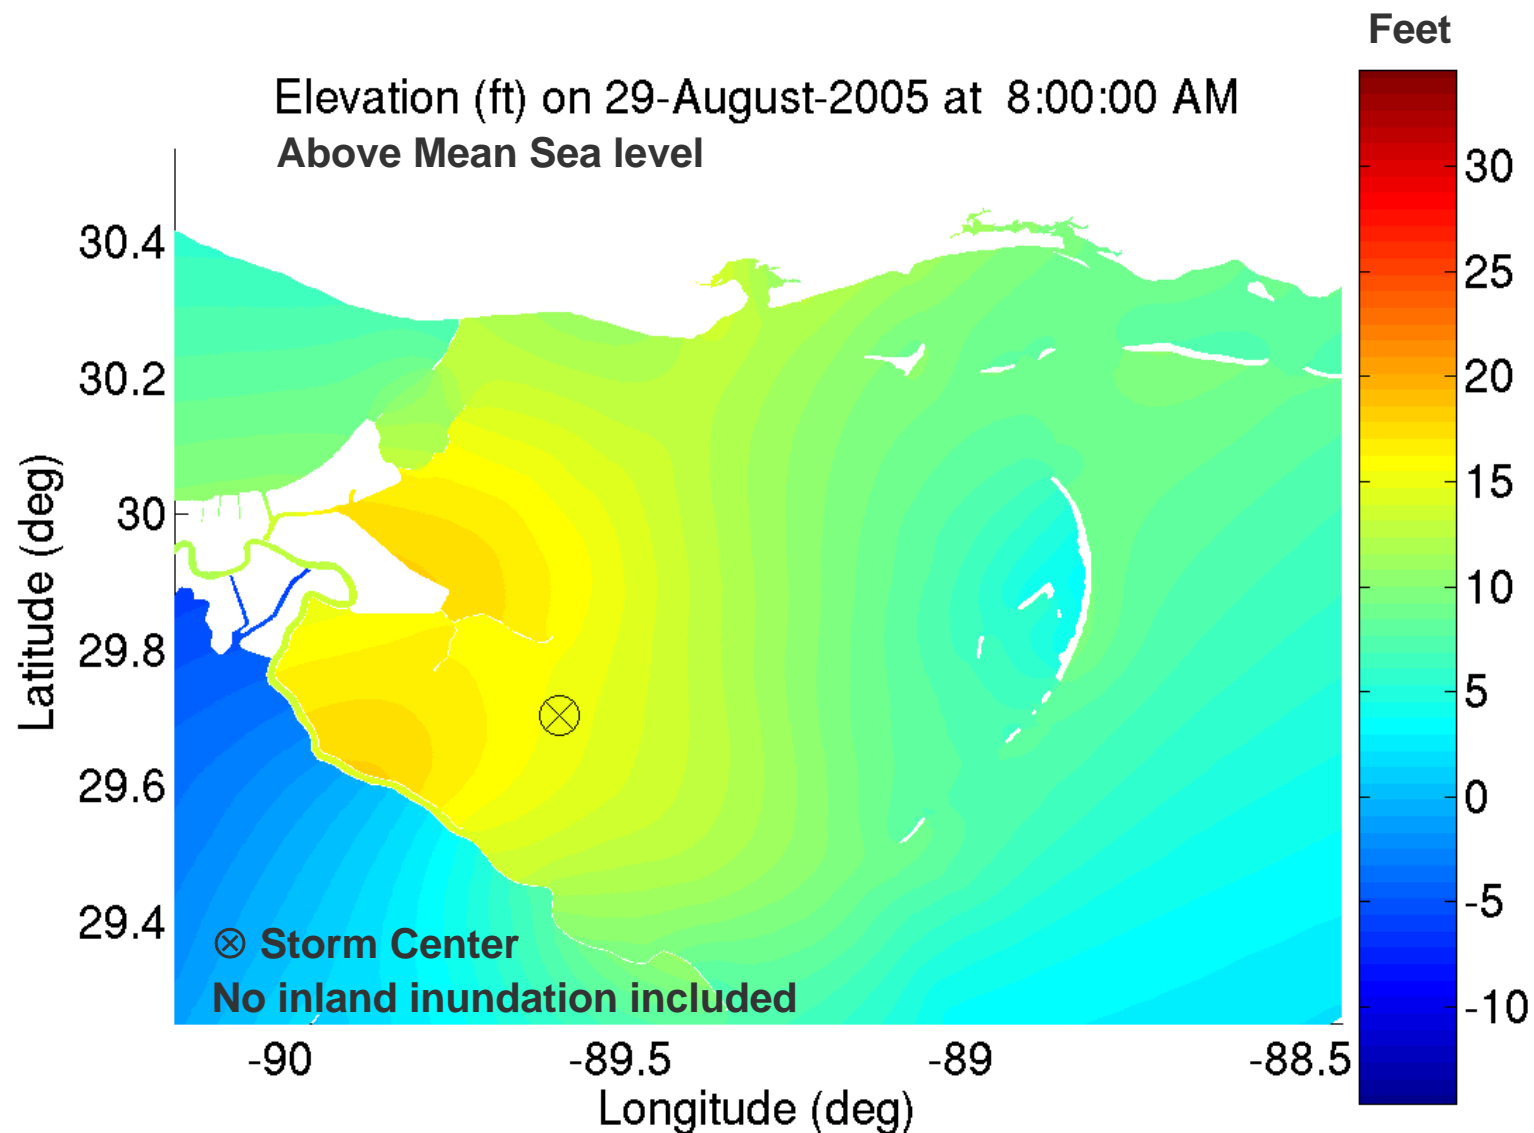 Feet
Elevation (ft) on 29-August-2005 at 8:00:00 AM
Above Mean Sea level
30.4
30.2
30
29.8
29.6
29.4
Latitude (deg)
⊗ Storm Center
No inland inundation included
-90
-89.5
-89
-88.5
Longitude (deg)
30
25
20
15
10
5
0
-5
-10